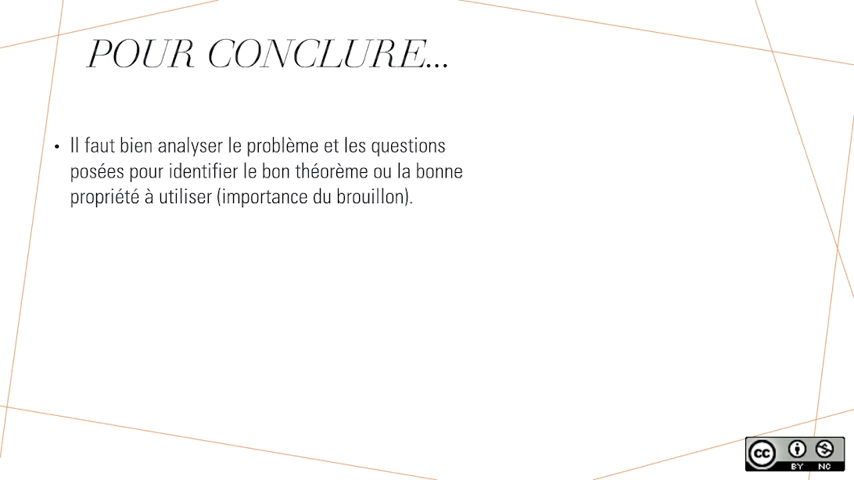 POUR CONCLURE...
• Il faut bien analyser le problème et les questions
posées pour identifier le bon théorème ou la bonne
propriété à utiliser (importance du brouillon).
cc
BY NC